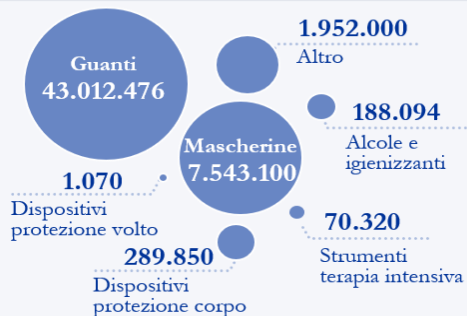 Guanti
43.012.476
1.952.000
Altro
188.094
Alcole e
igienizzanti
Mascherine
7.543.100
1.070
Dispositivi
protezione volto
70.320
Strumenti
terapia intensiva
289.850
Dispositivi
protezione corpo